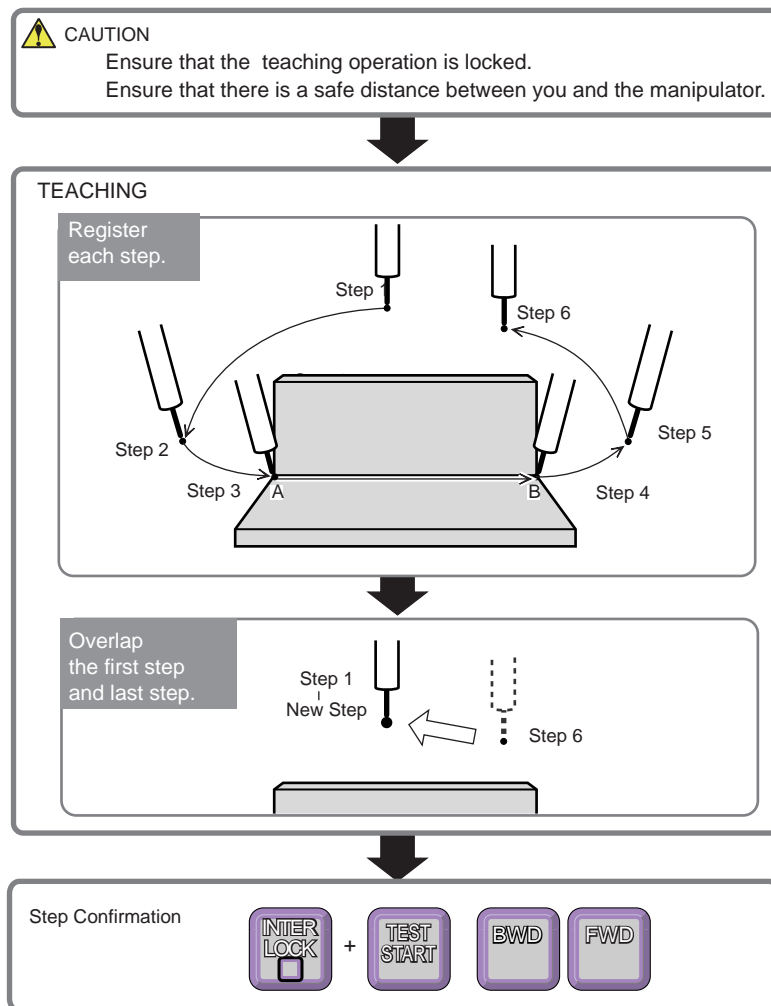 CAUTION
Ensure that the teaching operation is locked.
Ensure that there is a safe distance between you and the manipulator.
TEACHING
Register
each step.
Step 1
Step 6
Step 2
Step 5
Step 3
A
B
Step 4
Overlap
the first step
and last step.
Step 1
New Step
Step 6
Step Confirmation
INTER
LOCK
+
TEST
START
BWD
FWD